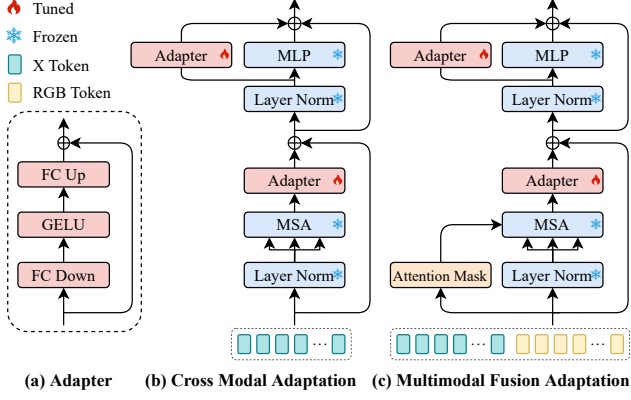 Tuned
Frozen
X Token
RGB Token
FC Up
GELU
FC Down
(a) Adapter
Adapter
MLP
Layer Norm
Adapter
MSA
Layer Norm
...
(b) Cross Modal Adaptation
Adapter
MLP
Layer Norm
Adapter
MSA
Attention Mask
Layer Norm
... ...
(c) Multimodal Fusion Adaptation